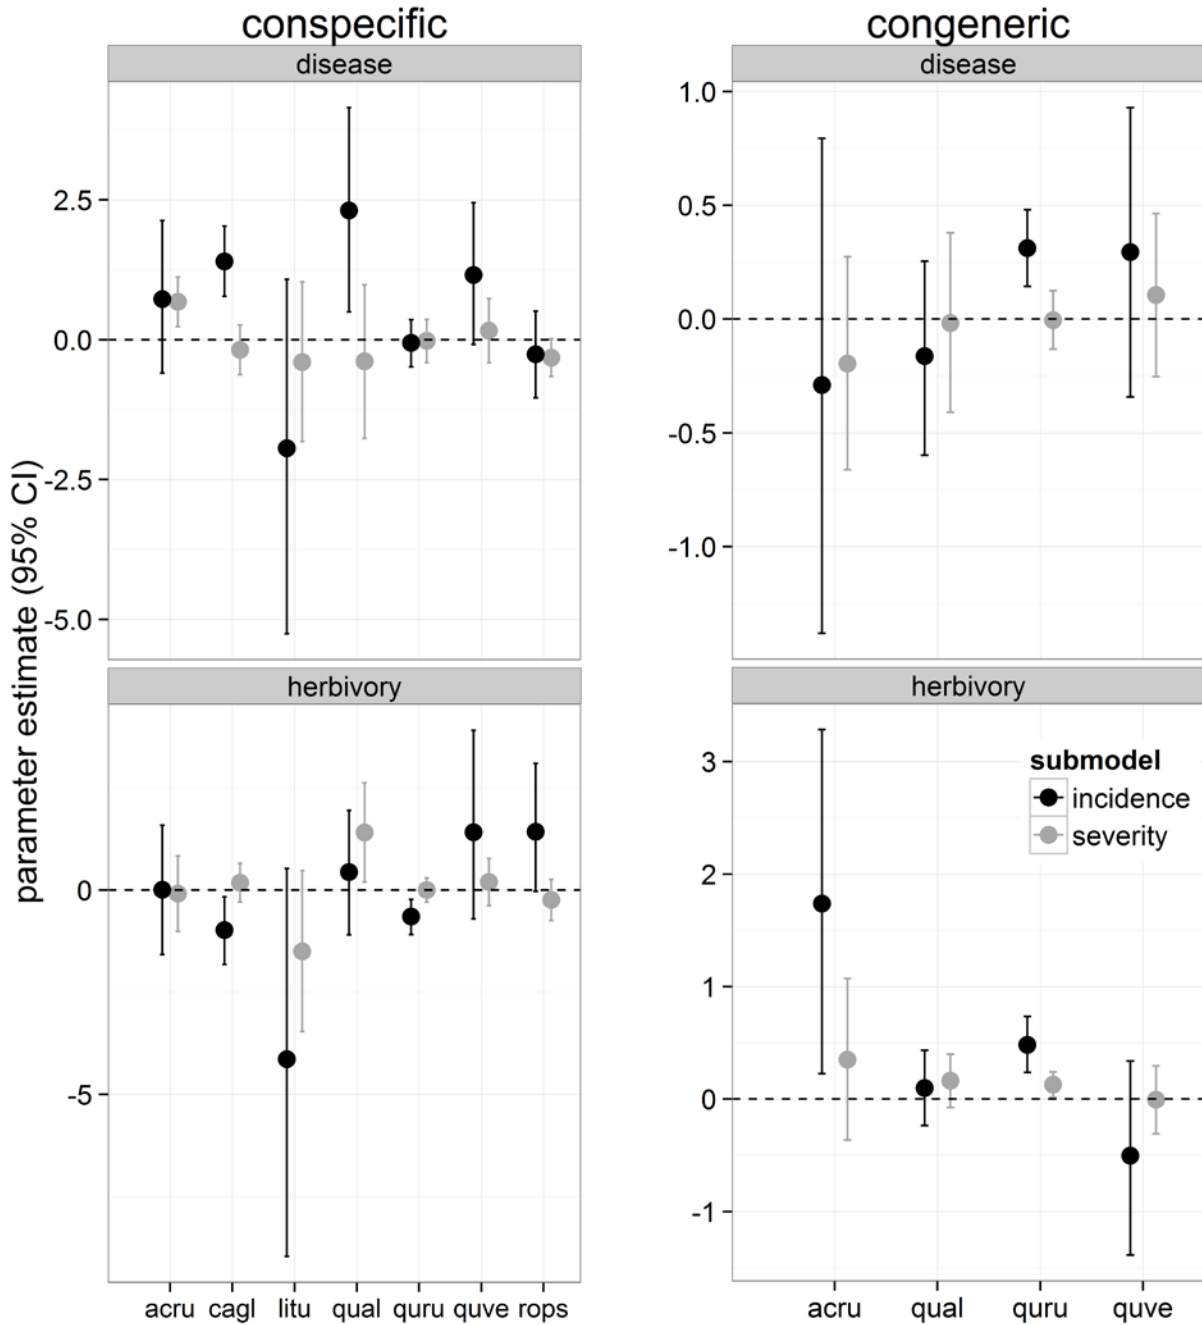 conspecific
disease
2.5
0.0
-2.5
-5.0
herbivory
0
-5
acru cagl litu qual quru quve rops
parameter estimate (95% CI)
congeneric
disease
1.0
0.5
0.0
-0.5
-1.0
herbivory
3
2
1
0
-1
submodel
incidence
severity
acru qual quru quve